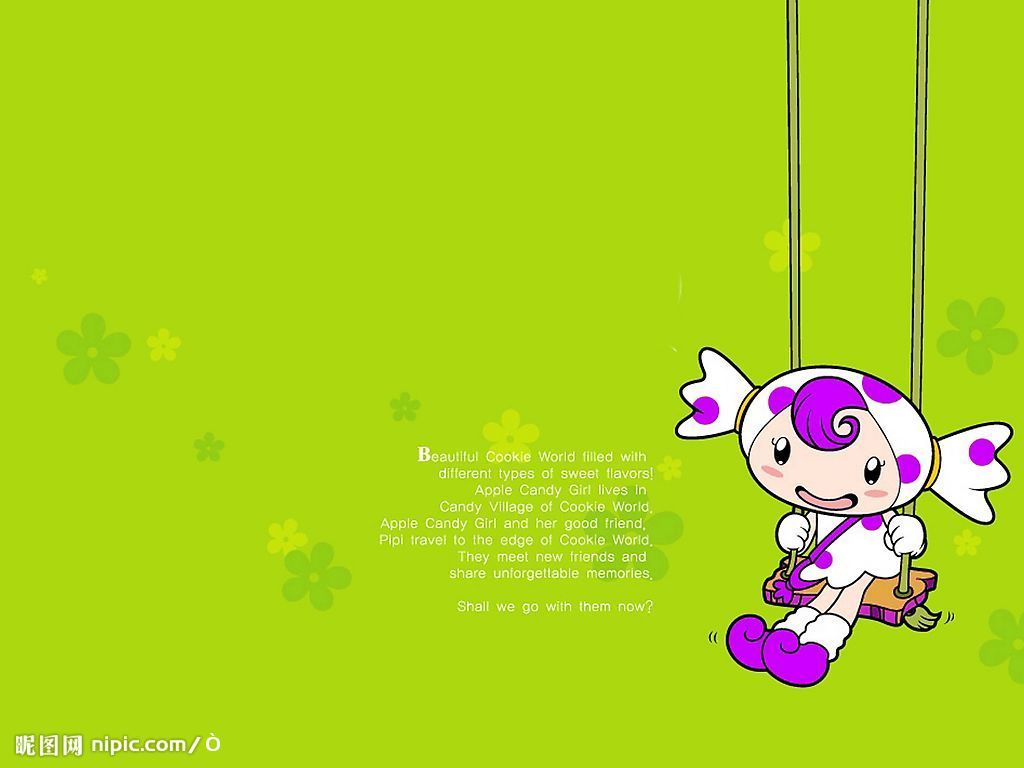 Beautiful Cookie World filled with
different types of sweet flavors!
Apple Candy Girl lives in
Candy Village of Cookie World.
Apple Candy Girl and her good friend,
Pipi travel to the edge of Cookie World.
They meet new friends and
share unforgettable memories.
Shall we go with them now?
昵图网 nipic.com/Ò